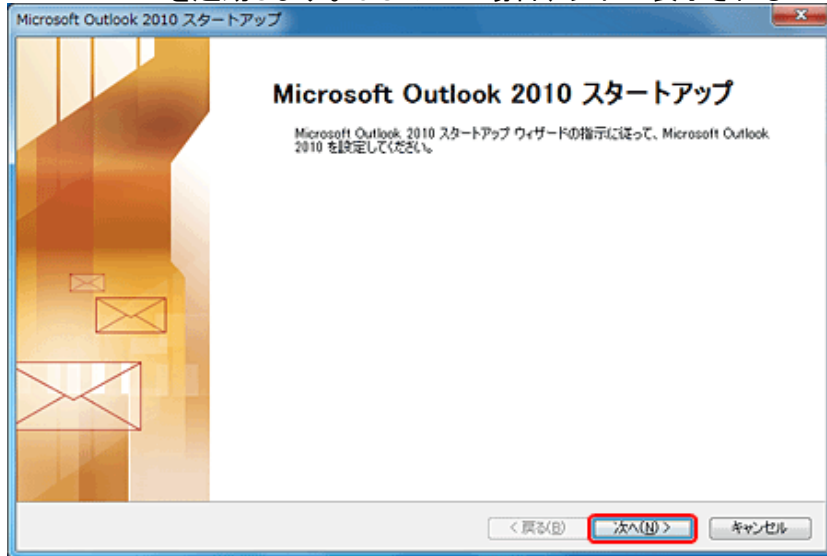 Microsoft Outlook 2010 スタートアップ
Microsoft Outlook 2010 スタートアップ
Microsoft Outlook 2010 スタートアップ ウィザードの指示に従って、Microsoft Outlook
2010 を設定してください。
< 戻る(B)
次へ(N) >
キャンセル